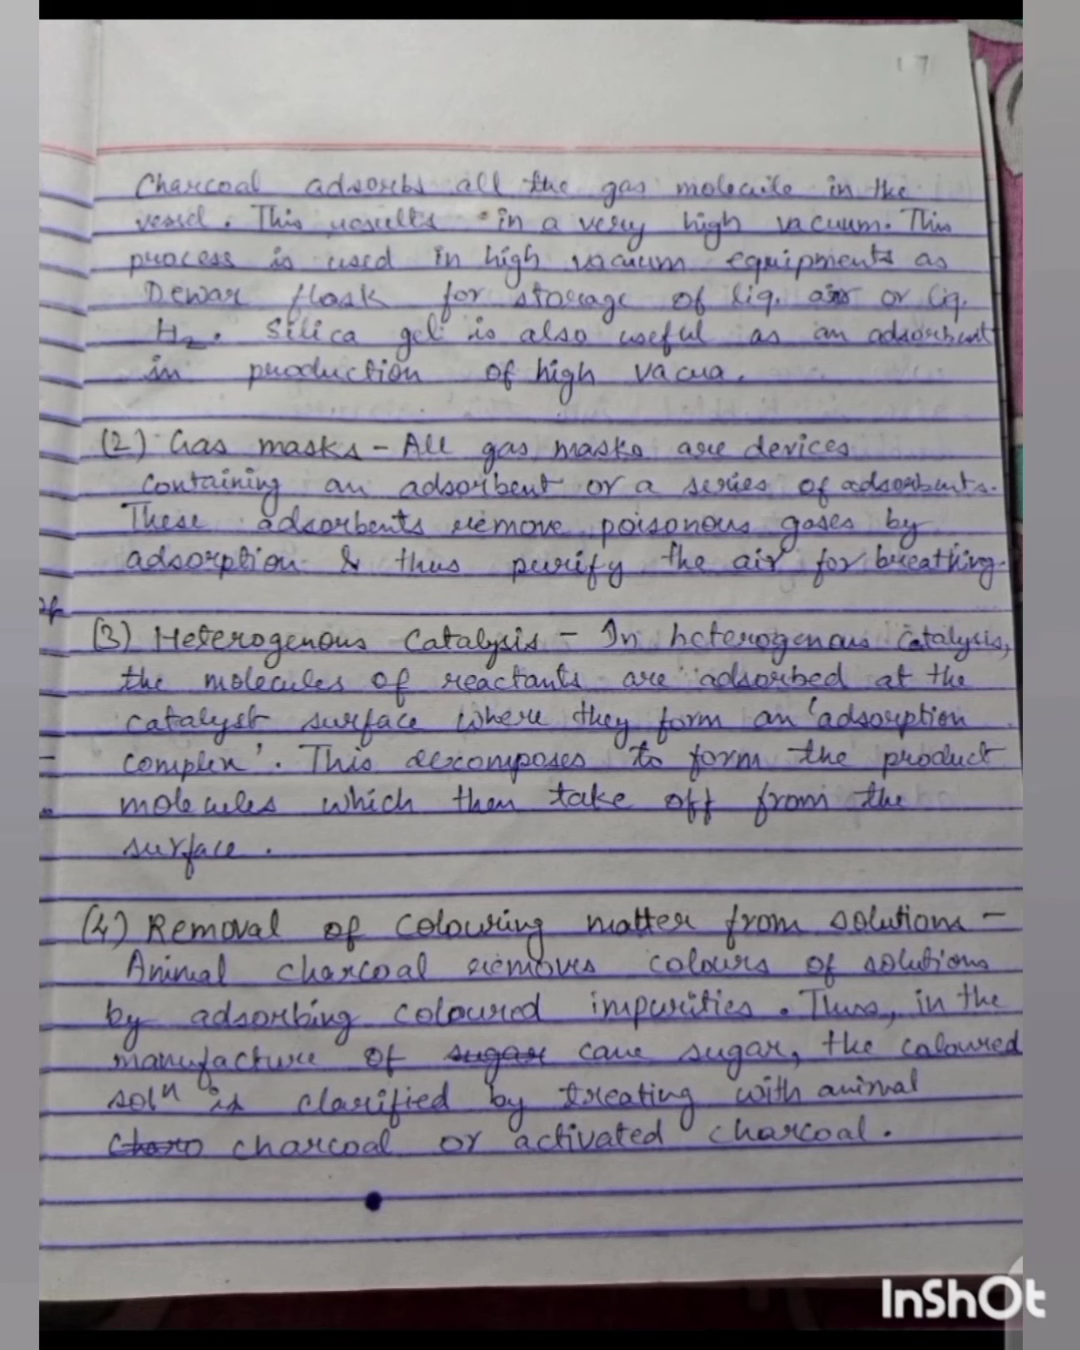 17
Charcoal adsorbs all the gas molecule in the
vessel. This results in a very high vacuum. This
process is used in high vacuum equipments as
Dewar flask for storage of liq. air or liq.
H2. Silica gel is also useful as an adsorbent
in production of high vacua.
(2) Gas masks - All gas masks are devices
containing an adsorbent or a series of adsorbents.
These adsorbents remove poisonous gases by
adsorption & thus purify the air for breathing.
(3) Heterogenous Catalysis - In heterogenous catalysis,
the molecules of reactants are adsorbed at the
catalyst surface where they form an 'adsorption
complex'. This decomposes to form the product
molecules which then take off from the
surface.
(4) Removal of colouring matter from solutions -
Animal charcoal removes colours of solutions
by adsorbing coloured impurities. Thus, in the
manufacture of sugar cane sugar, the coloured
solⁿ is clarified by treating with animal
charo charcoal or activated charcoal.
InShOt